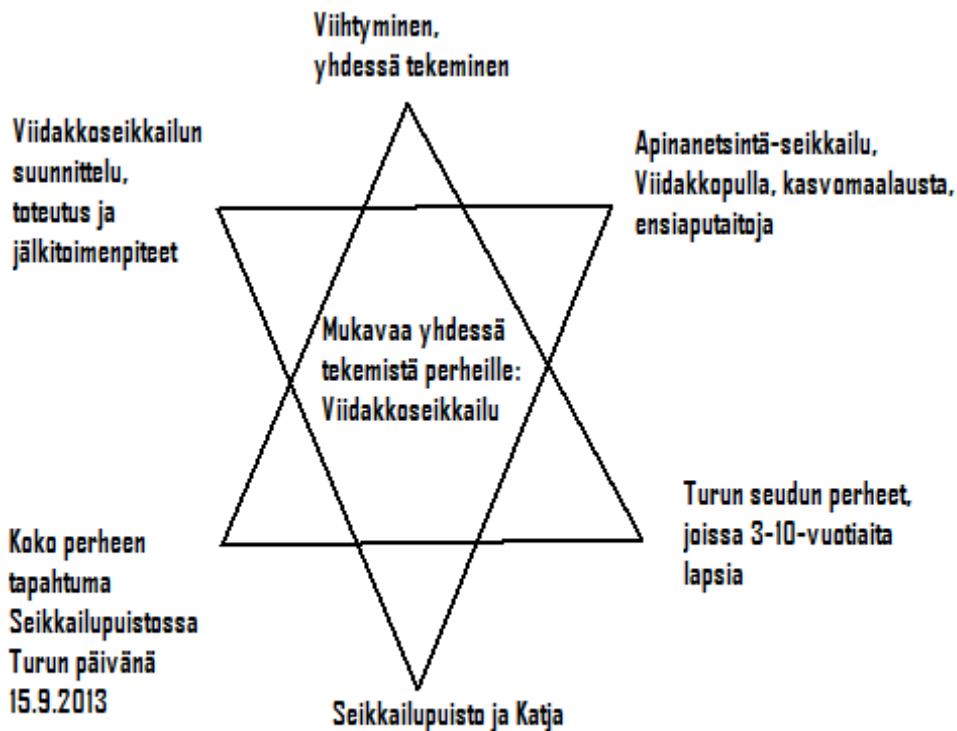 Viihtyminen,
yhdessä tekeminen
Viidakkoseikkailun
suunnittelu,
toteutus ja
jälkitoimenpiteet
Apinanetsintä-seikkailu,
Viidakkopulla, kasvomaalausta,
ensiaputaitoja
Mukavaa yhdessä
tekemistä perheille:
Viidakkoseikkailu
Koko perheen
tapahtuma
Seikkailupuistossa
Turun päivänä
15.9.2013
Turun seudun perheet,
joissa 3-10-vuotiaita
lapsia
Seikkailupuisto ja Katja